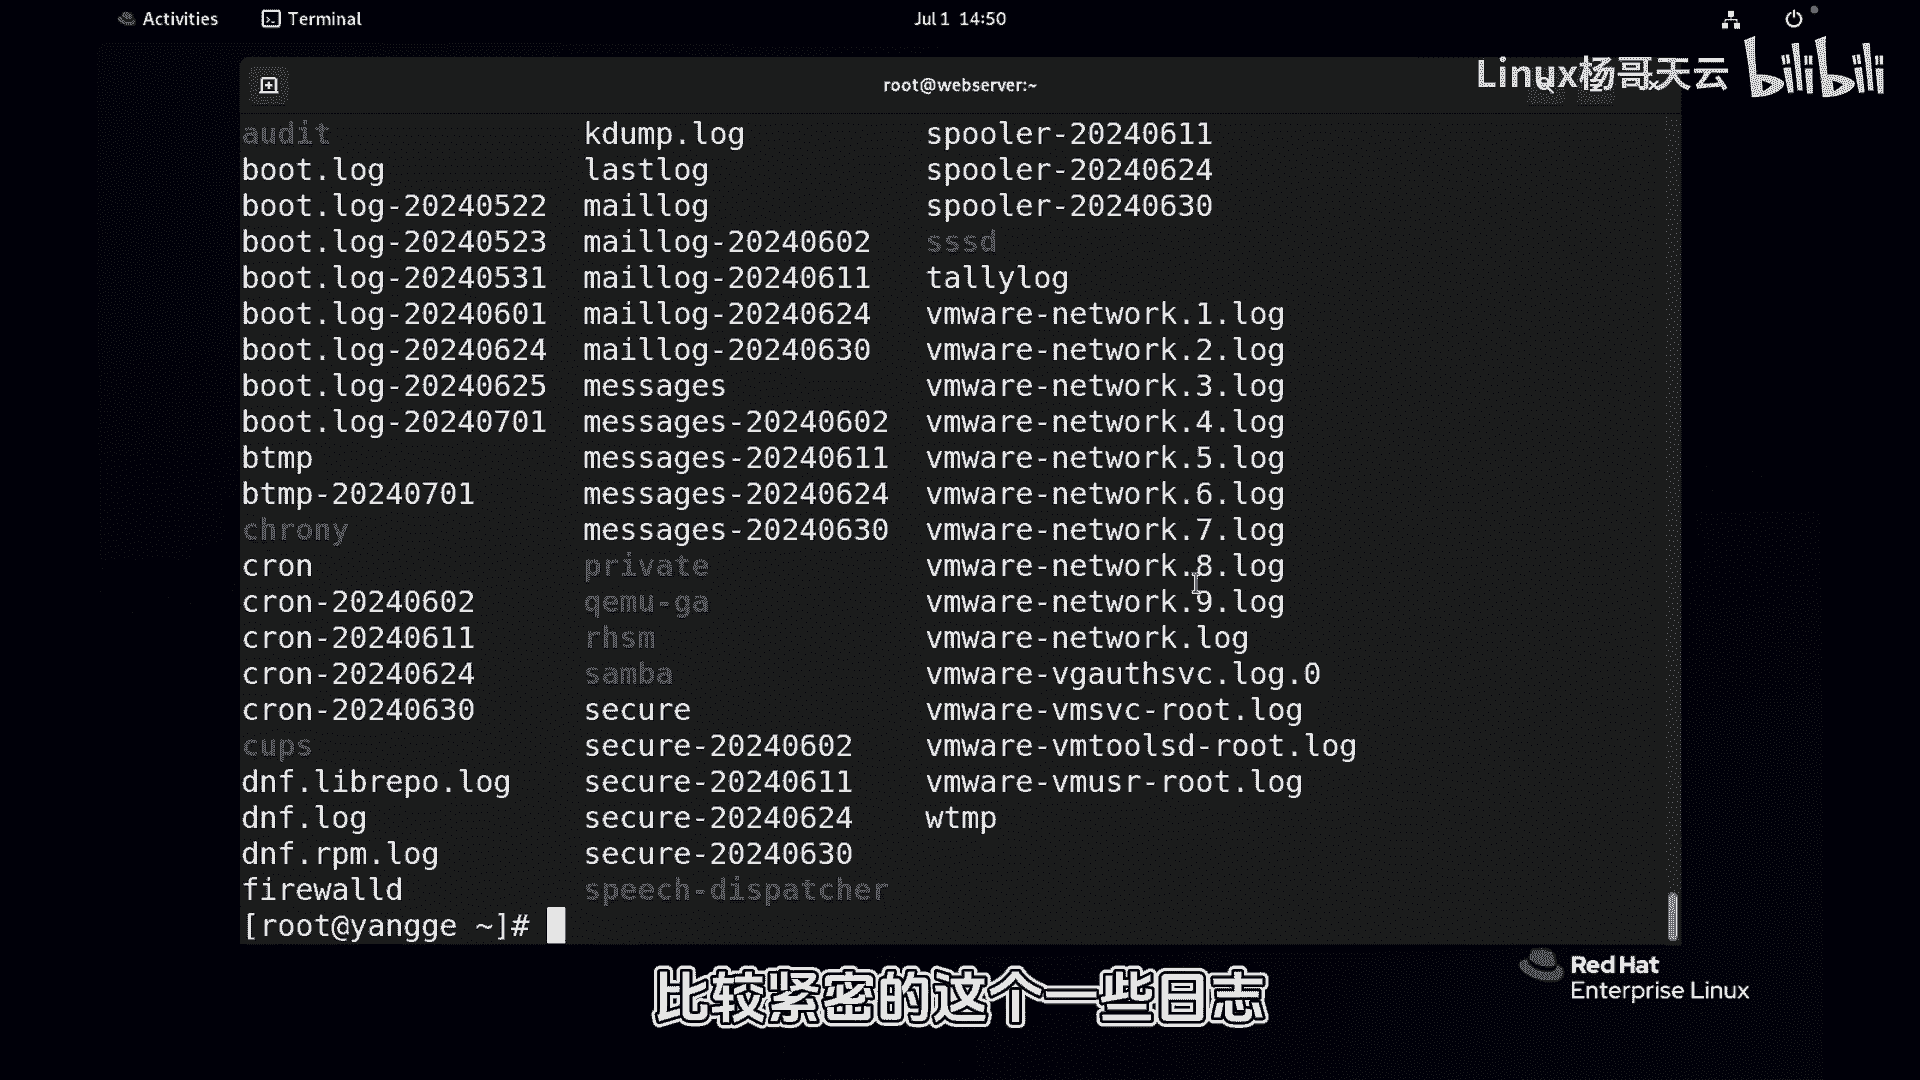 Activities Terminal Jul 1 14:50
root@webserver:~
Linux杨哥天云 bilibili
audit kdump.log spooler-20240611
boot.log lastlog spooler-20240624
boot.log-20240522 maillog spooler-20240630
boot.log-20240523 maillog-20240602 sssd
boot.log-20240531 maillog-20240611 tallylog
boot.log-20240601 maillog-20240624 vmware-network.1.log
boot.log-20240624 maillog-20240630 vmware-network.2.log
boot.log-20240625 messages vmware-network.3.log
boot.log-20240701 messages-20240602 vmware-network.4.log
btmp messages-20240611 vmware-network.5.log
btmp-20240701 messages-20240624 vmware-network.6.log
chrony messages-20240630 vmware-network.7.log
cron private vmware-network.8.log
cron-20240602 qemu-ga vmware-network.9.log
cron-20240611 rhsm vmware-network.log
cron-20240624 samba vmware-vgauthsvc.log.0
cron-20240630 secure vmware-vmsvc-root.log
cups secure-20240602 vmware-vmtoolsd-root.log
dnf.librepo.log secure-20240611 vmware-vmusr-root.log
dnf.log secure-20240624 wtmp
dnf.rpm.log secure-20240630
firewalld speech-dispatcher
[root@yangge ~]#
Red Hat
Enterprise Linux
比较紧密的这个一些日志